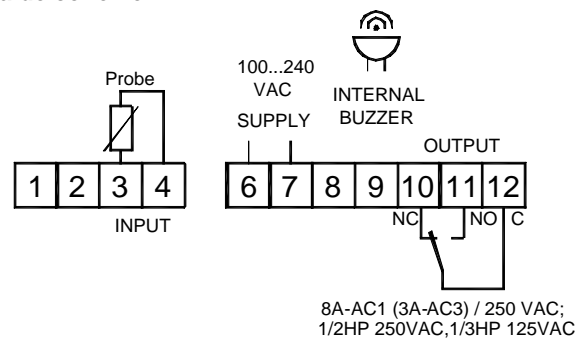 100...240
VAC
SUPPLY
INTERNAL
BUZZER
Probe
OUTPUT
1 2 3 4 6 7 8 9 10 11 12
INPUT
NC NO C
8A-AC1 (3A-AC3) / 250 VAC;
1/2HP 250VAC,1/3HP 125VAC